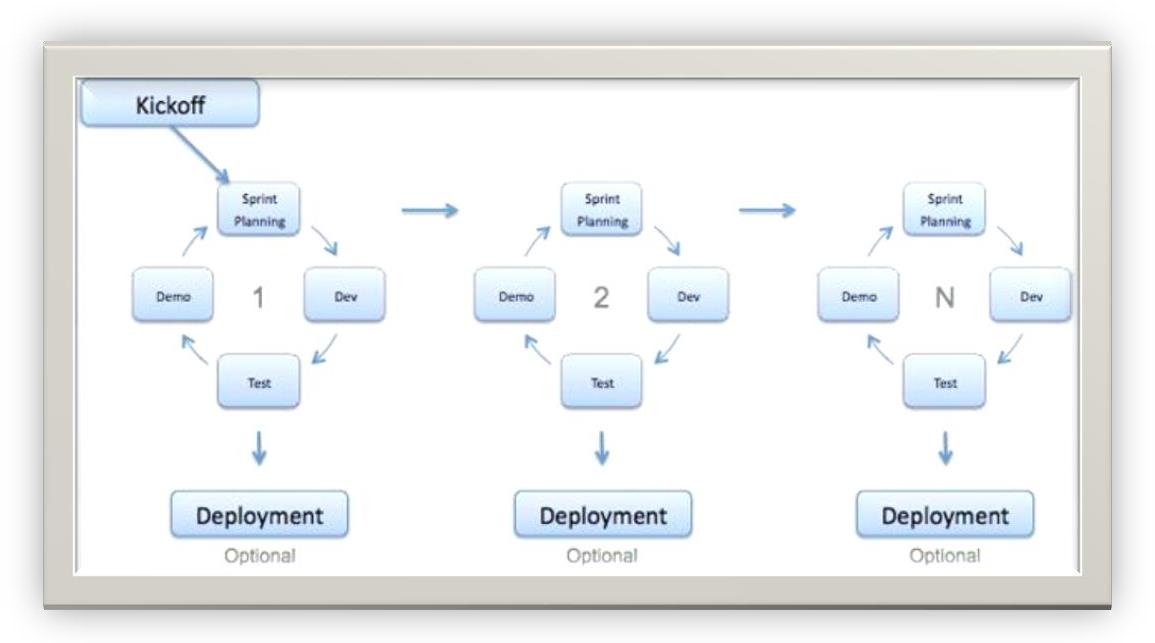 Kickoff
Sprint
Planning
Demo
1
Dev
Test
Deployment
Optional
Sprint
Planning
Demo
2
Dev
Test
Deployment
Optional
Sprint
Planning
Demo
N
Dev
Test
Deployment
Optional